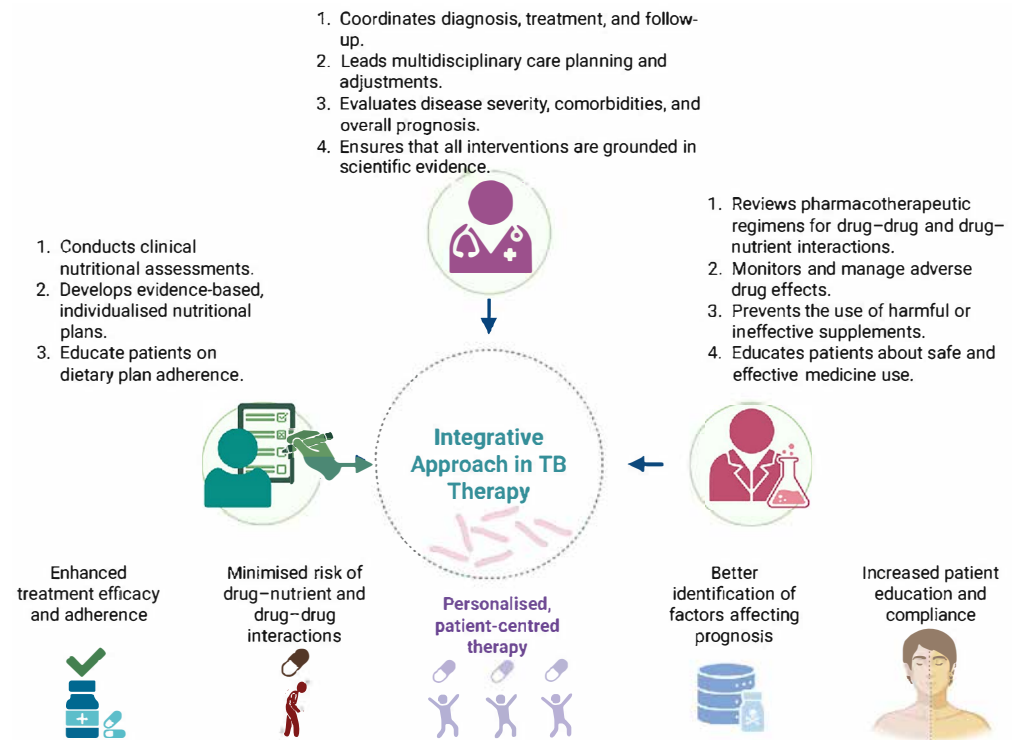 1. Coordinates diagnosis, treatment, and follow-
up.
2. Leads multidisciplinary care planning and
adjustments.
3. Evaluates disease severity, comorbidities, and
overall prognosis.
4. Ensures that all interventions are grounded in
scientific evidence.
1. Conducts clinical
nutritional assessments.
2. Develops evidence-based,
individualised nutritional
plans.
3. Educate patients on
dietary plan adherence.
1. Reviews pharmacotherapeutic
regimens for drug–drug and drug–
nutrient interactions.
2. Monitors and manage adverse
drug effects.
3. Prevents the use of harmful or
ineffective supplements.
4. Educates patients about safe and
effective medicine use.
Integrative
Approach in TB
Therapy
Enhanced
treatment efficacy
and adherence
Minimised risk of
drug–nutrient and
drug–drug
interactions
Personalised,
patient-centred
therapy
Better
identification of
factors affecting
prognosis
Increased patient
education and
compliance